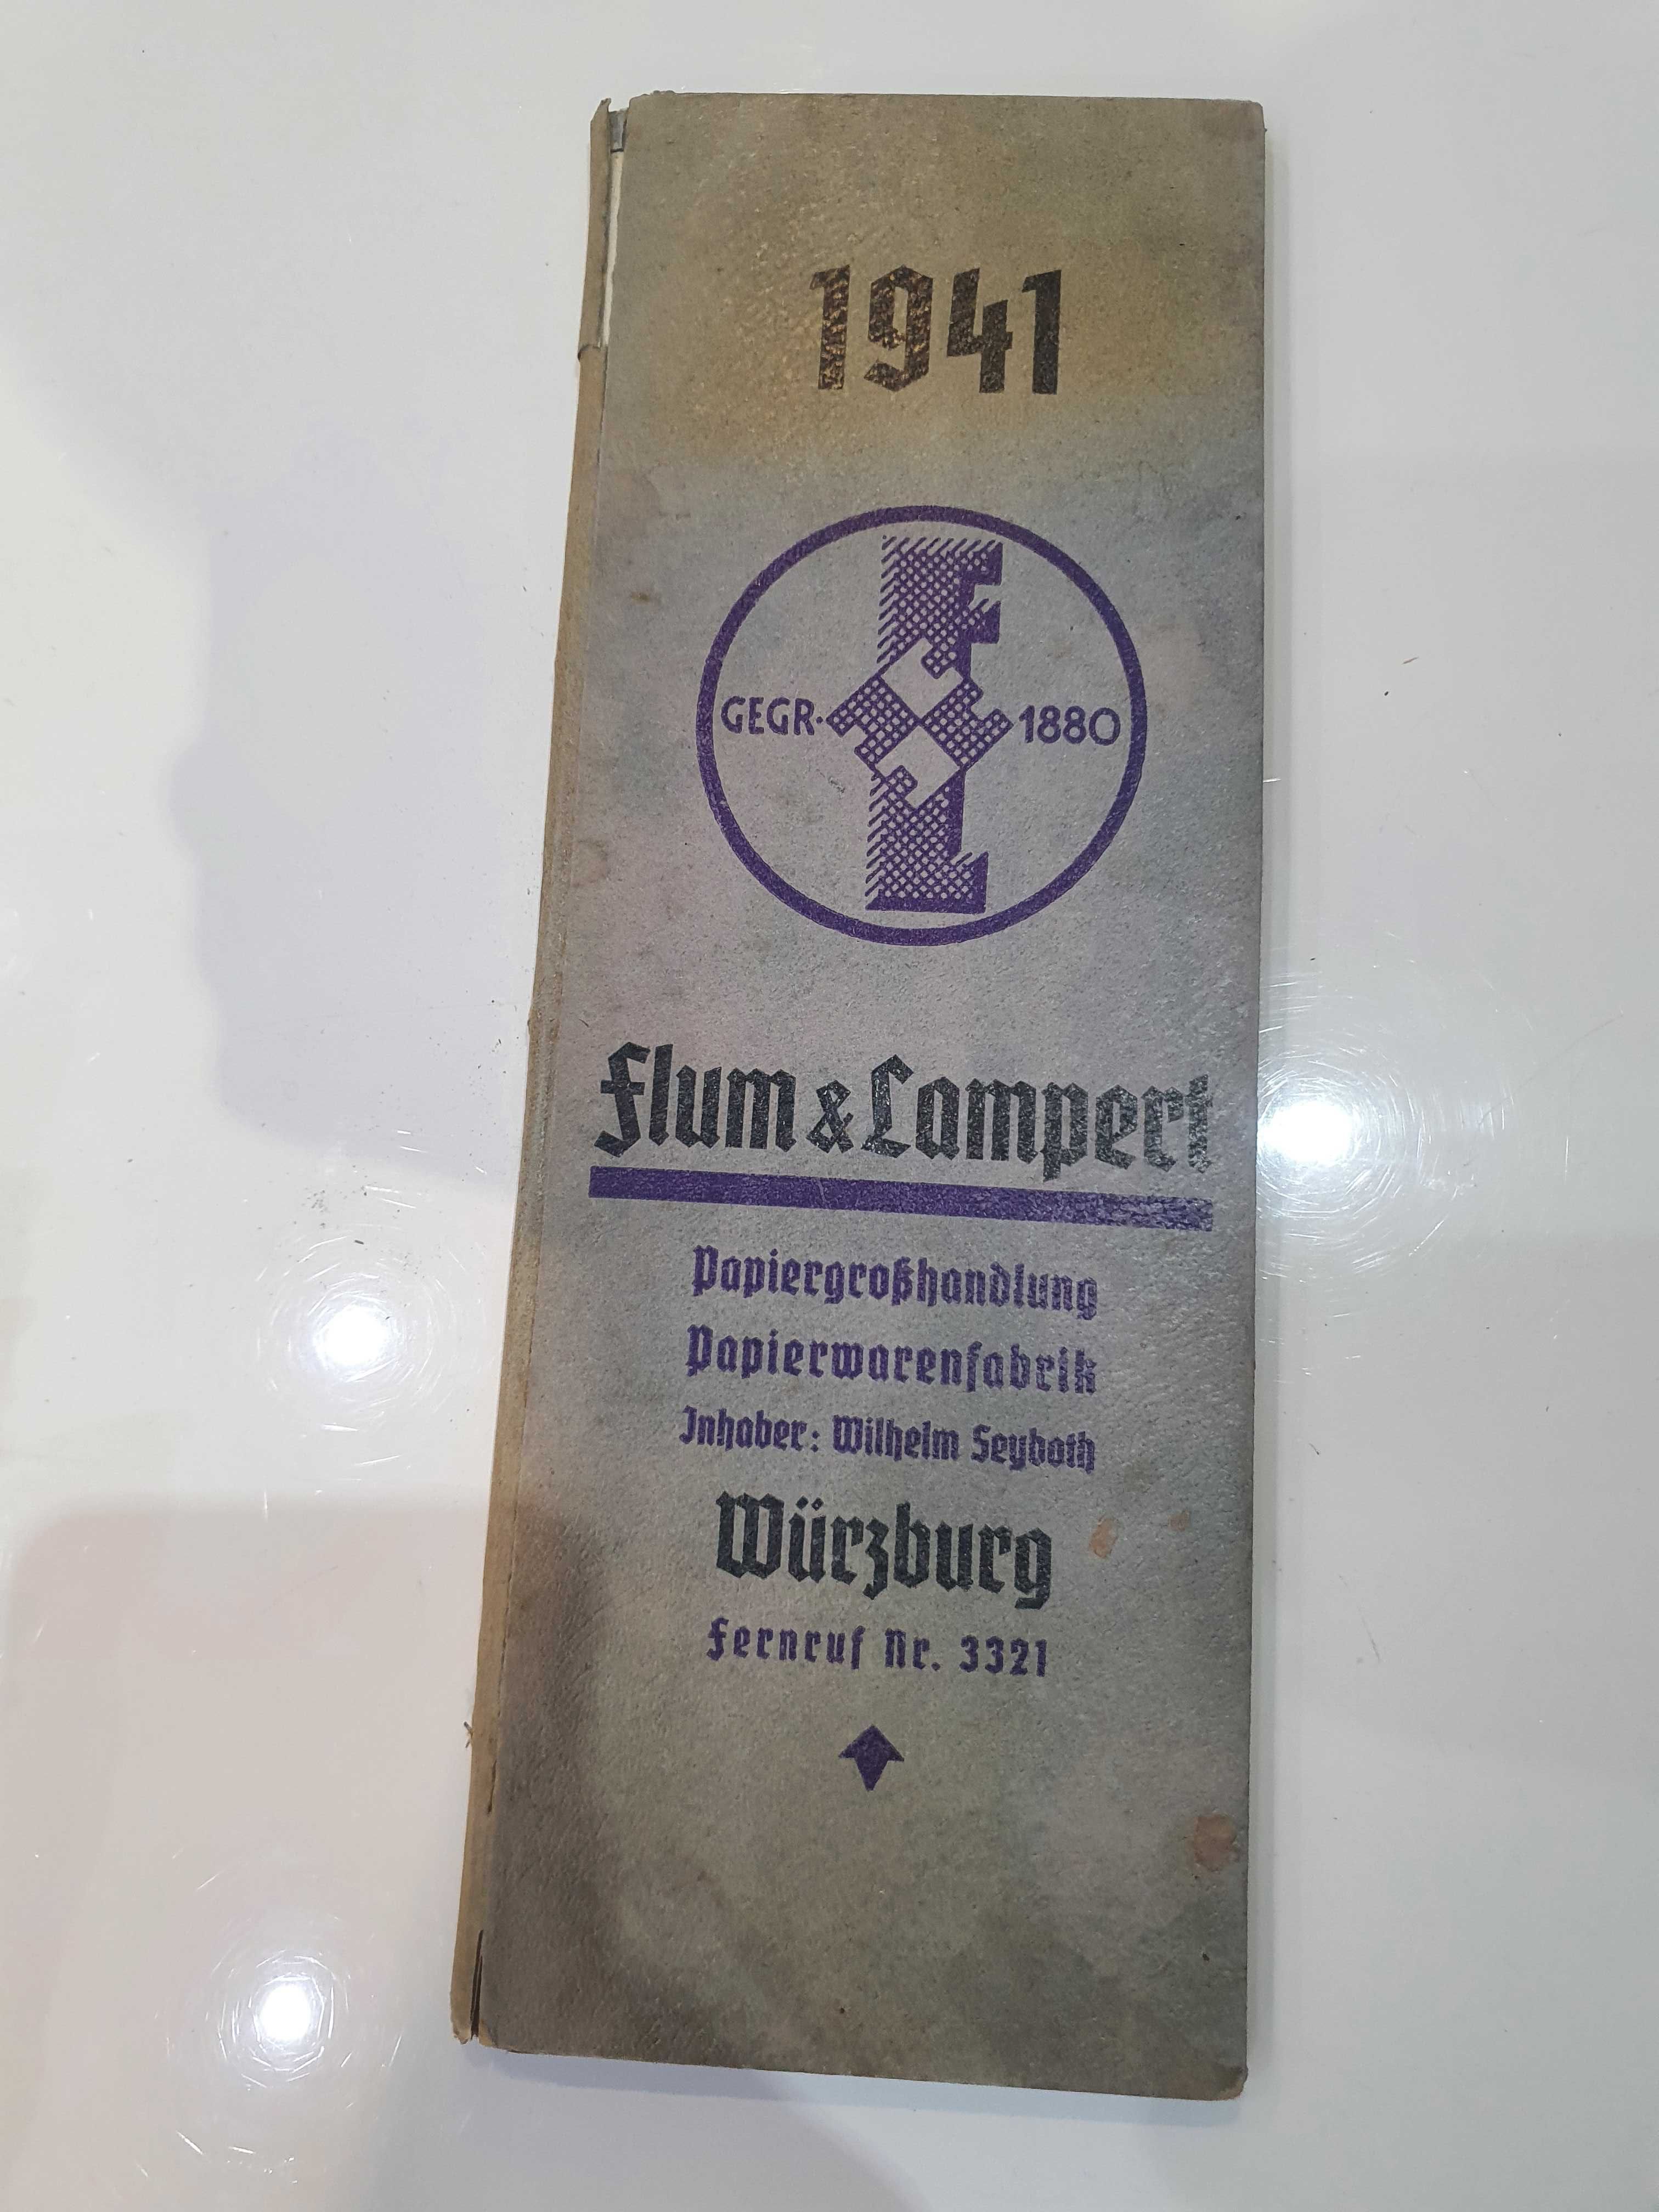 1941
GEGR. 1880
Flum & Lampert
Papiergroßhandlung
Papierwarenfabrik
Inhaber: Wilhelm Seyboth
Würzburg
Fernruf Nr. 3321